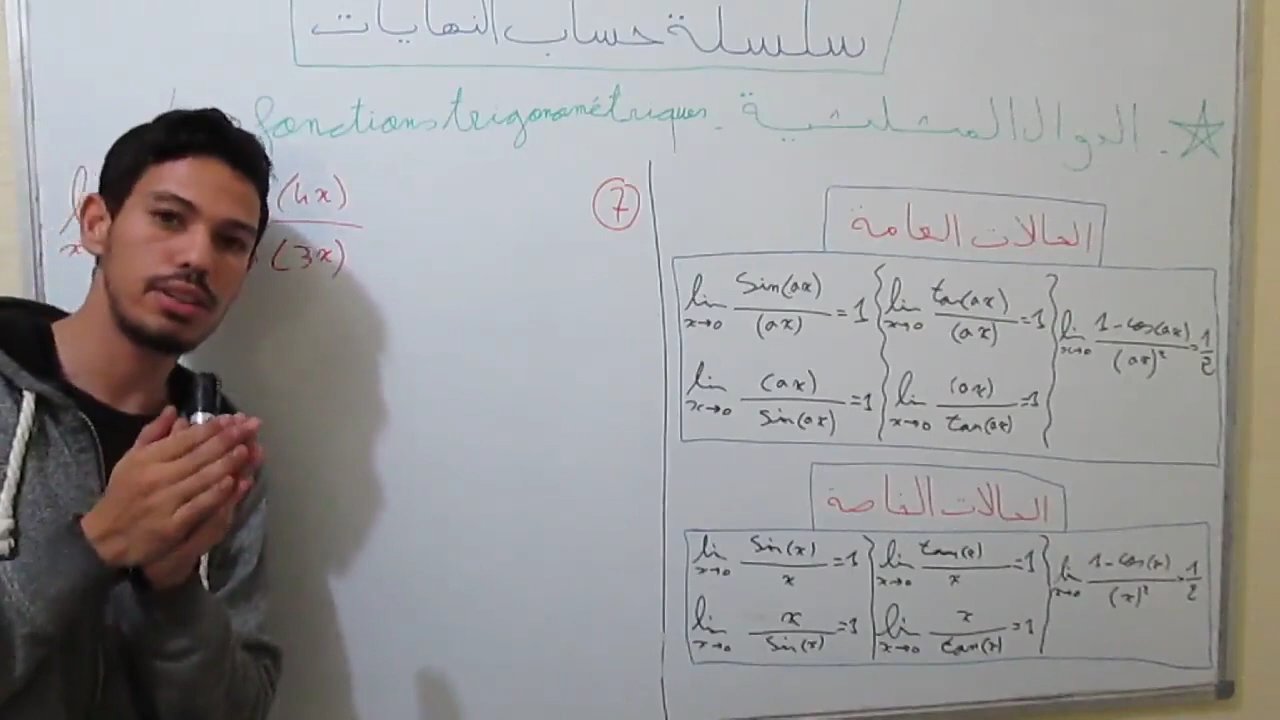 سلسلة حساب النهايات
الدوال المثلثية. fonctions trigonométriques
(4x)
(3x)
7
الحالات العامة
lim x→0 sin(ax)/(ax) = 1
lim x→0 tan(ax)/(ax) = 1
lim x→0 1-cos(ax)/(ax)² = 1/2
lim x→0 (ax)/sin(ax) = 1
lim x→0 (ax)/tan(ax) = 1
الحالات الخاصة
lim x→0 sin(x)/x = 1
lim x→0 tan(x)/x = 1
lim x→0 1-cos(x)/(x)² = 1/2
lim x→0 x/sin(x) = 1
lim x→0 x/tan(x) = 1